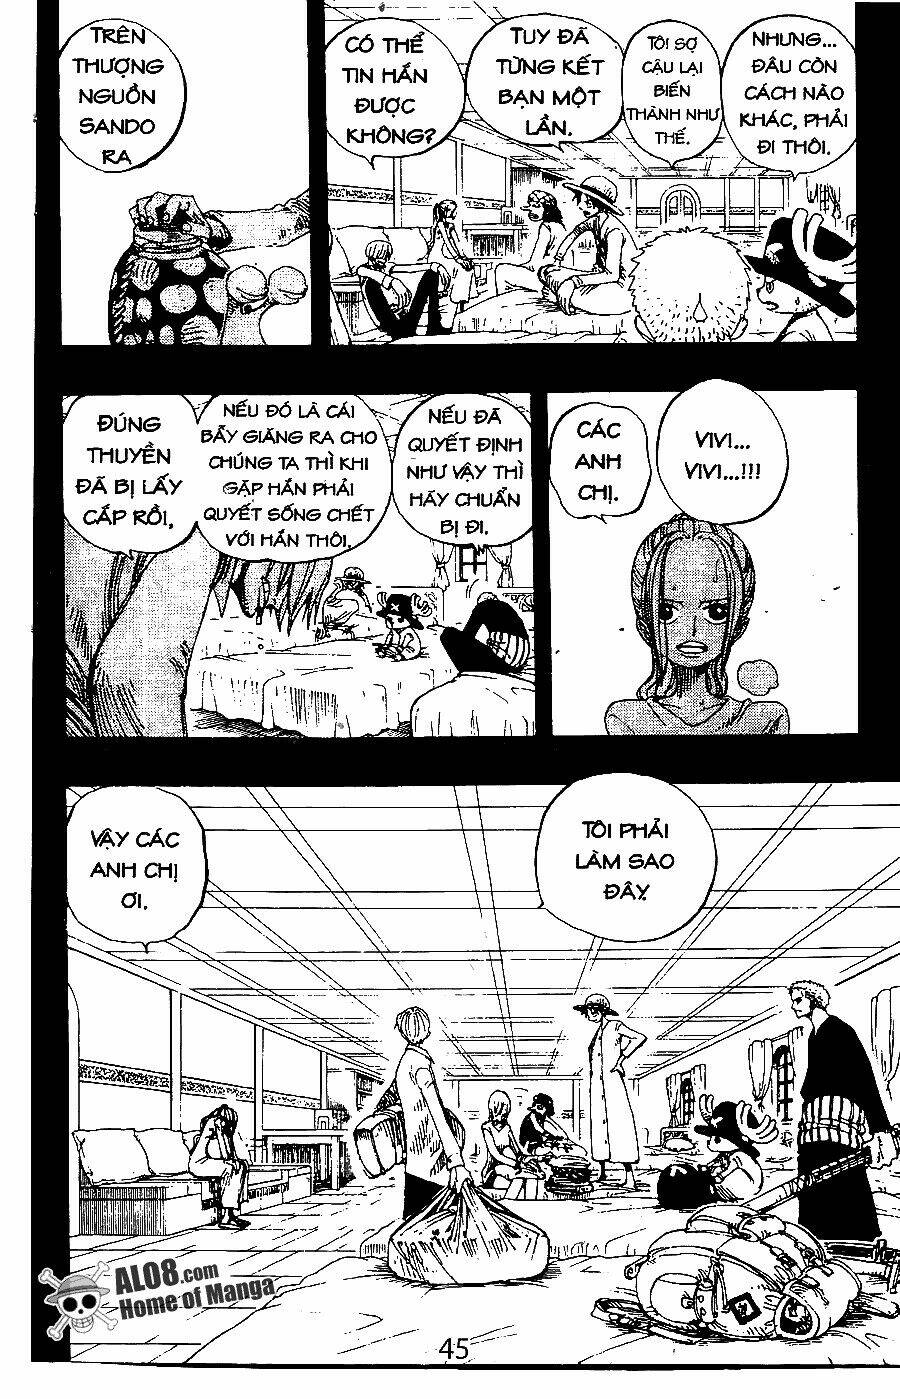 NHƯNG...
ĐÂU CÒN
CÁCH NÀO
KHÁC, PHẢI
ĐI THÔI.
TÔI SỢ
CẬU LẠI
BIẾN
THÀNH NHƯ
THẾ.
TUY ĐÃ
TỪNG KẾT
BẠN MỘT
LẦN.
CÓ THỂ
TIN HẮN
ĐƯỢC
KHÔNG?
TRÊN
THƯỢNG
NGUỒN
SANDO
RA
VIVI...
VIVI...!!!
CÁC
ANH
CHỊ.
NẾU ĐÃ
QUYẾT ĐỊNH
NHƯ VẬY THÌ
HÃY CHUẨN
BỊ ĐI.
NẾU ĐÓ LÀ CÁI
BẪY GIĂNG RA CHO
CHÚNG TA THÌ KHI
GẶP HẮN PHẢI
QUYẾT SỐNG CHẾT
VỚI HẮN THÔI.
ĐÚNG
THUYỀN
ĐÃ BỊ LẤY
CẮP RỒI.
TÔI PHẢI
LÀM SAO
ĐÂY.
VẬY CÁC
ANH CHỊ
ƠI.
AL08.com
Home of Manga
45